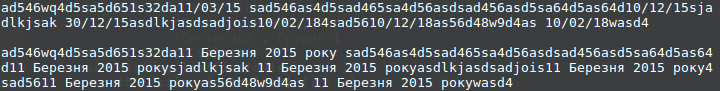 ad546wq4d5sa5d651s32da11/03/15 sad546as4d5sad465sa4d56asdsad456asd5sa64d5as64d10/12/15sja
dlkjsak 30/12/15asdlkjasdsadjois10/02/184sad5610/12/18as56d48w9d4as 10/02/18wasd4
ad546wq4d5sa5d651s32da11 Березня 2015 року sad546as4d5sad465sa4d56asdsad456asd5sa64d5as64
d11 Березня 2015 рокуsjadlkjsak 11 Березня 2015 рокуasdlkjasdsadjois11 Березня 2015 року4
sad5611 Березня 2015 рокуas56d48w9d4as 11 Березня 2015 рокуwasd4